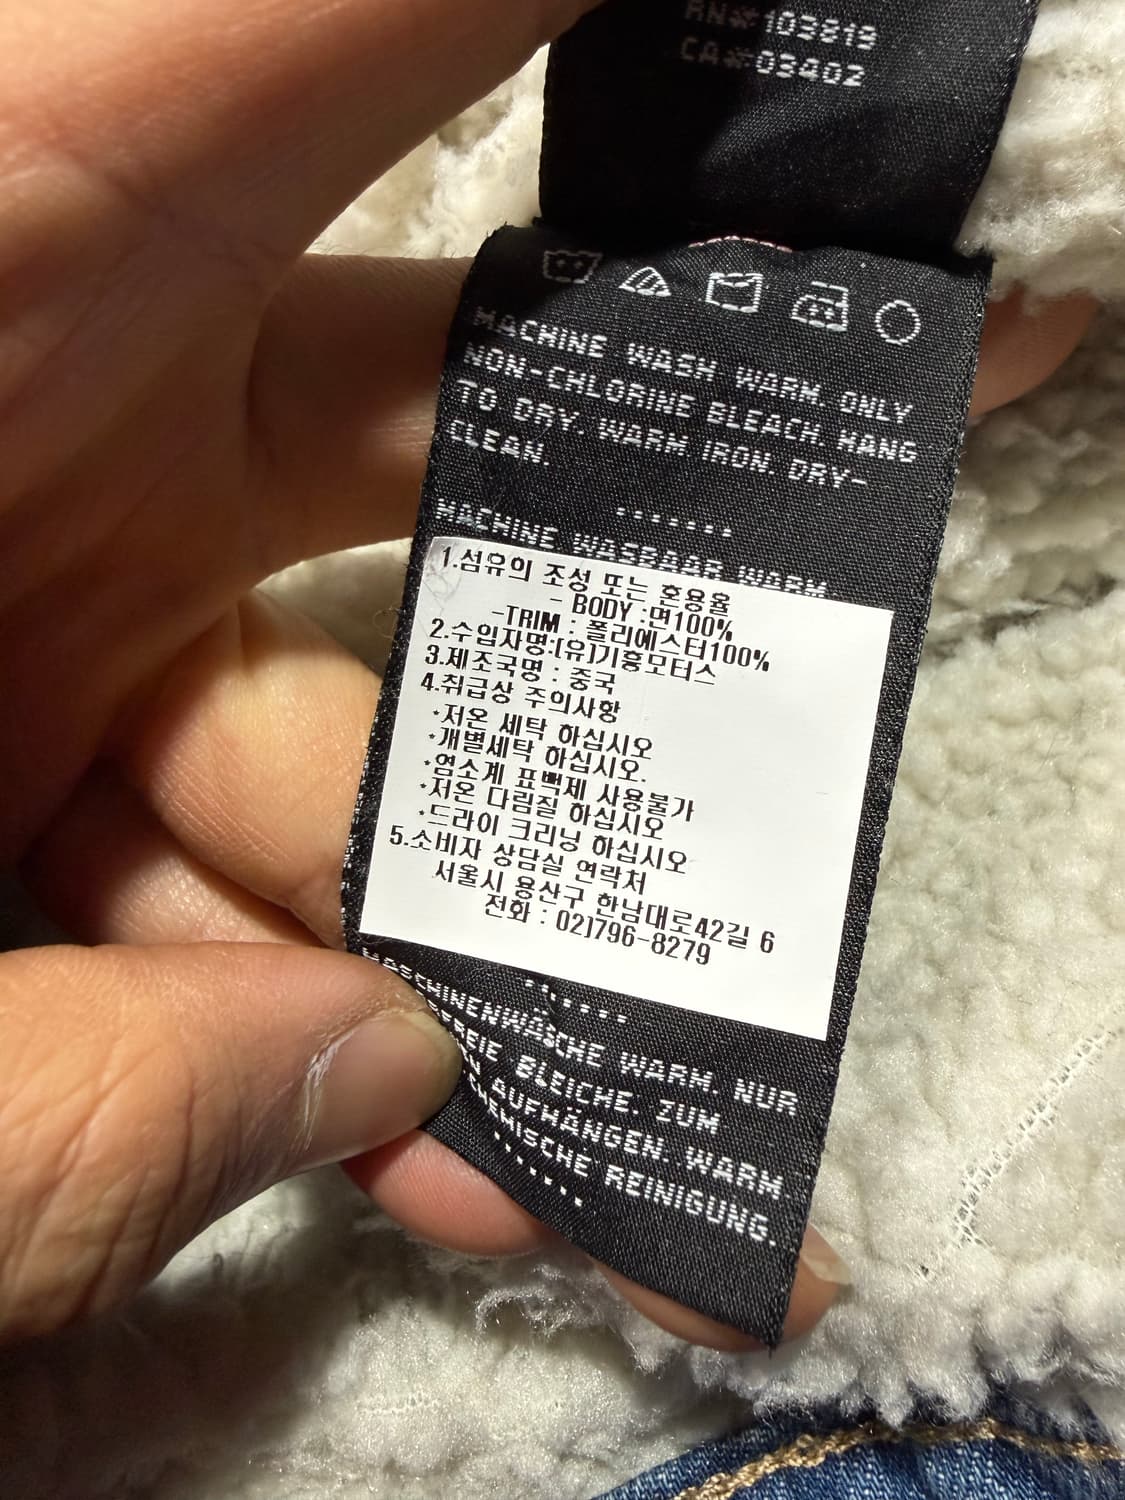 RN#103819
CA#03402
MACHINE WASH WARM, ONLY
NON-CHLORINE BLEACH. HANG
TO DRY. WARM IRON. DRY-
CLEAN.
.......
MACHINE WASBAAR WARM
1.섬유의 조성 또는 혼용율
- BODY :면100%
-TRIM : 폴리에스터100%
2.수입자명:(유)기흥모터스
3.제조국명 : 중국
4.취급상 주의사항
*저온 세탁 하십시오
*개별세탁 하십시오.
*염소계 표백제 사용불가
*저온 다림질 하십시오
*드라이 크리닝 하십시오
5.소비자 상담실 연락처
서울시 용산구 한남대로42길 6
전화 : 02)796-8279
MASCHINENWÄSCHE WARM. NUR
BLEICHE. ZUM
AUFHÄNGEN. WARM
REINIGUNG.
.......